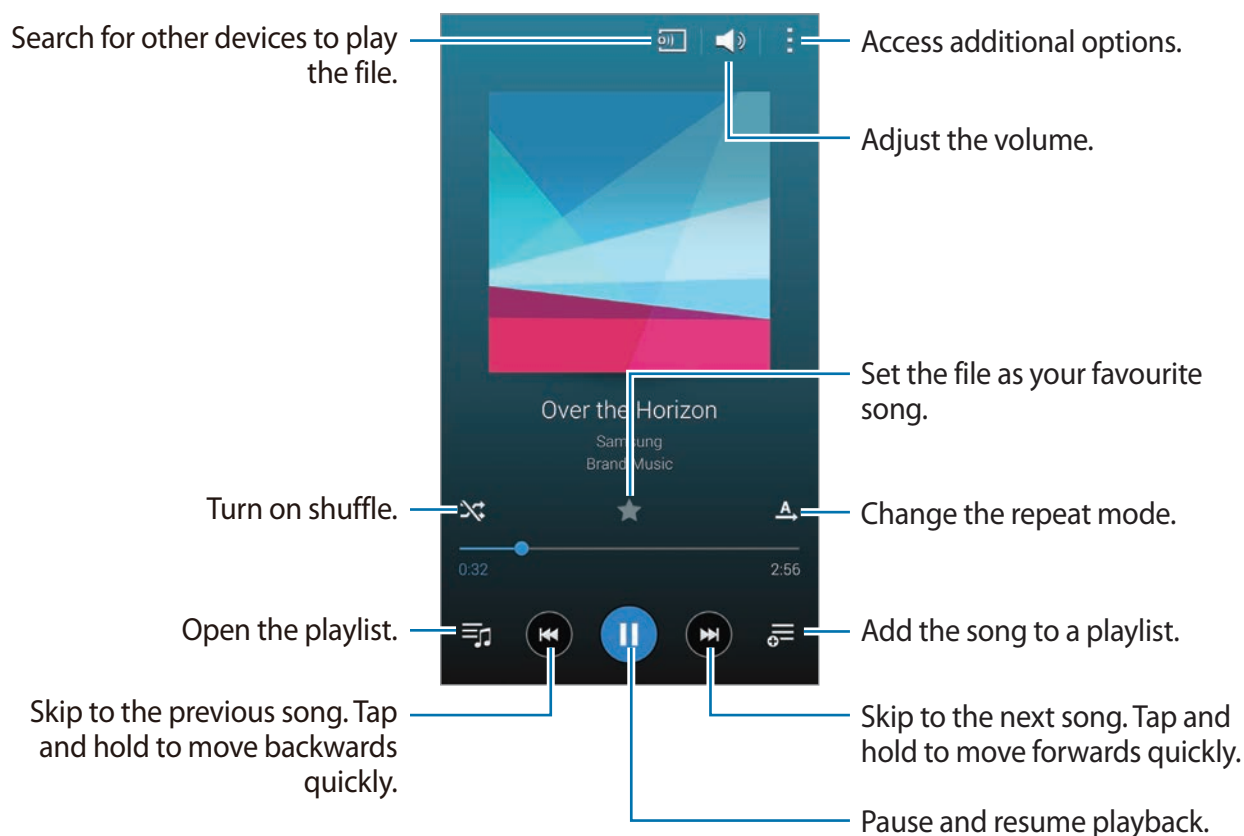 Search for other devices to play
the file.
Access additional options.
Adjust the volume.
Set the file as your favourite
song.
Over the Horizon
Samsung
Brand Music
Turn on shuffle.
A
Change the repeat mode.
0:32
2:56
Open the playlist.
Add the song to a playlist.
Skip to the previous song. Tap
and hold to move backwards
quickly.
Skip to the next song. Tap and
hold to move forwards quickly.
Pause and resume playback.